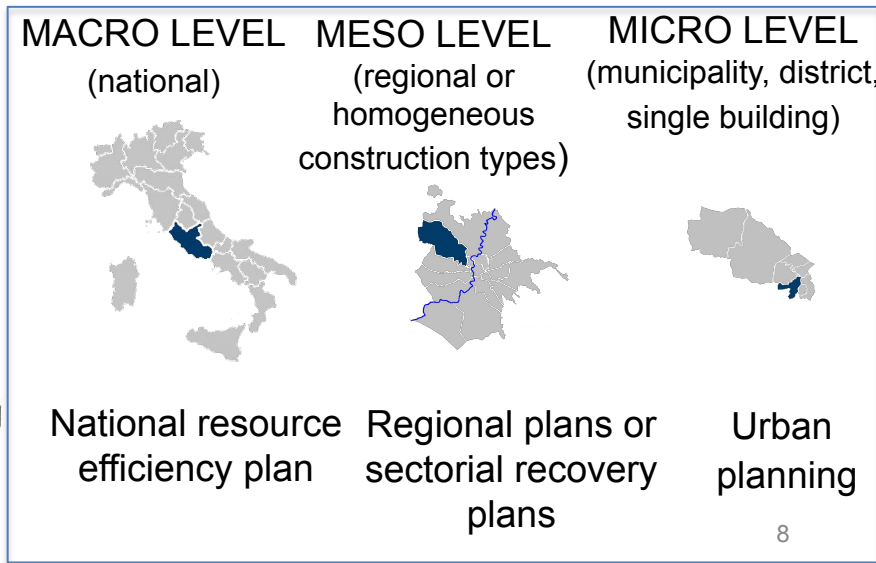 MACRO LEVEL
(national)
MESO LEVEL
(regional or
homogeneous
construction types)
MICRO LEVEL
(municipality, district,
single building)
National resource
efficiency plan
Regional plans or
sectorial recovery
plans
Urban
planning
8